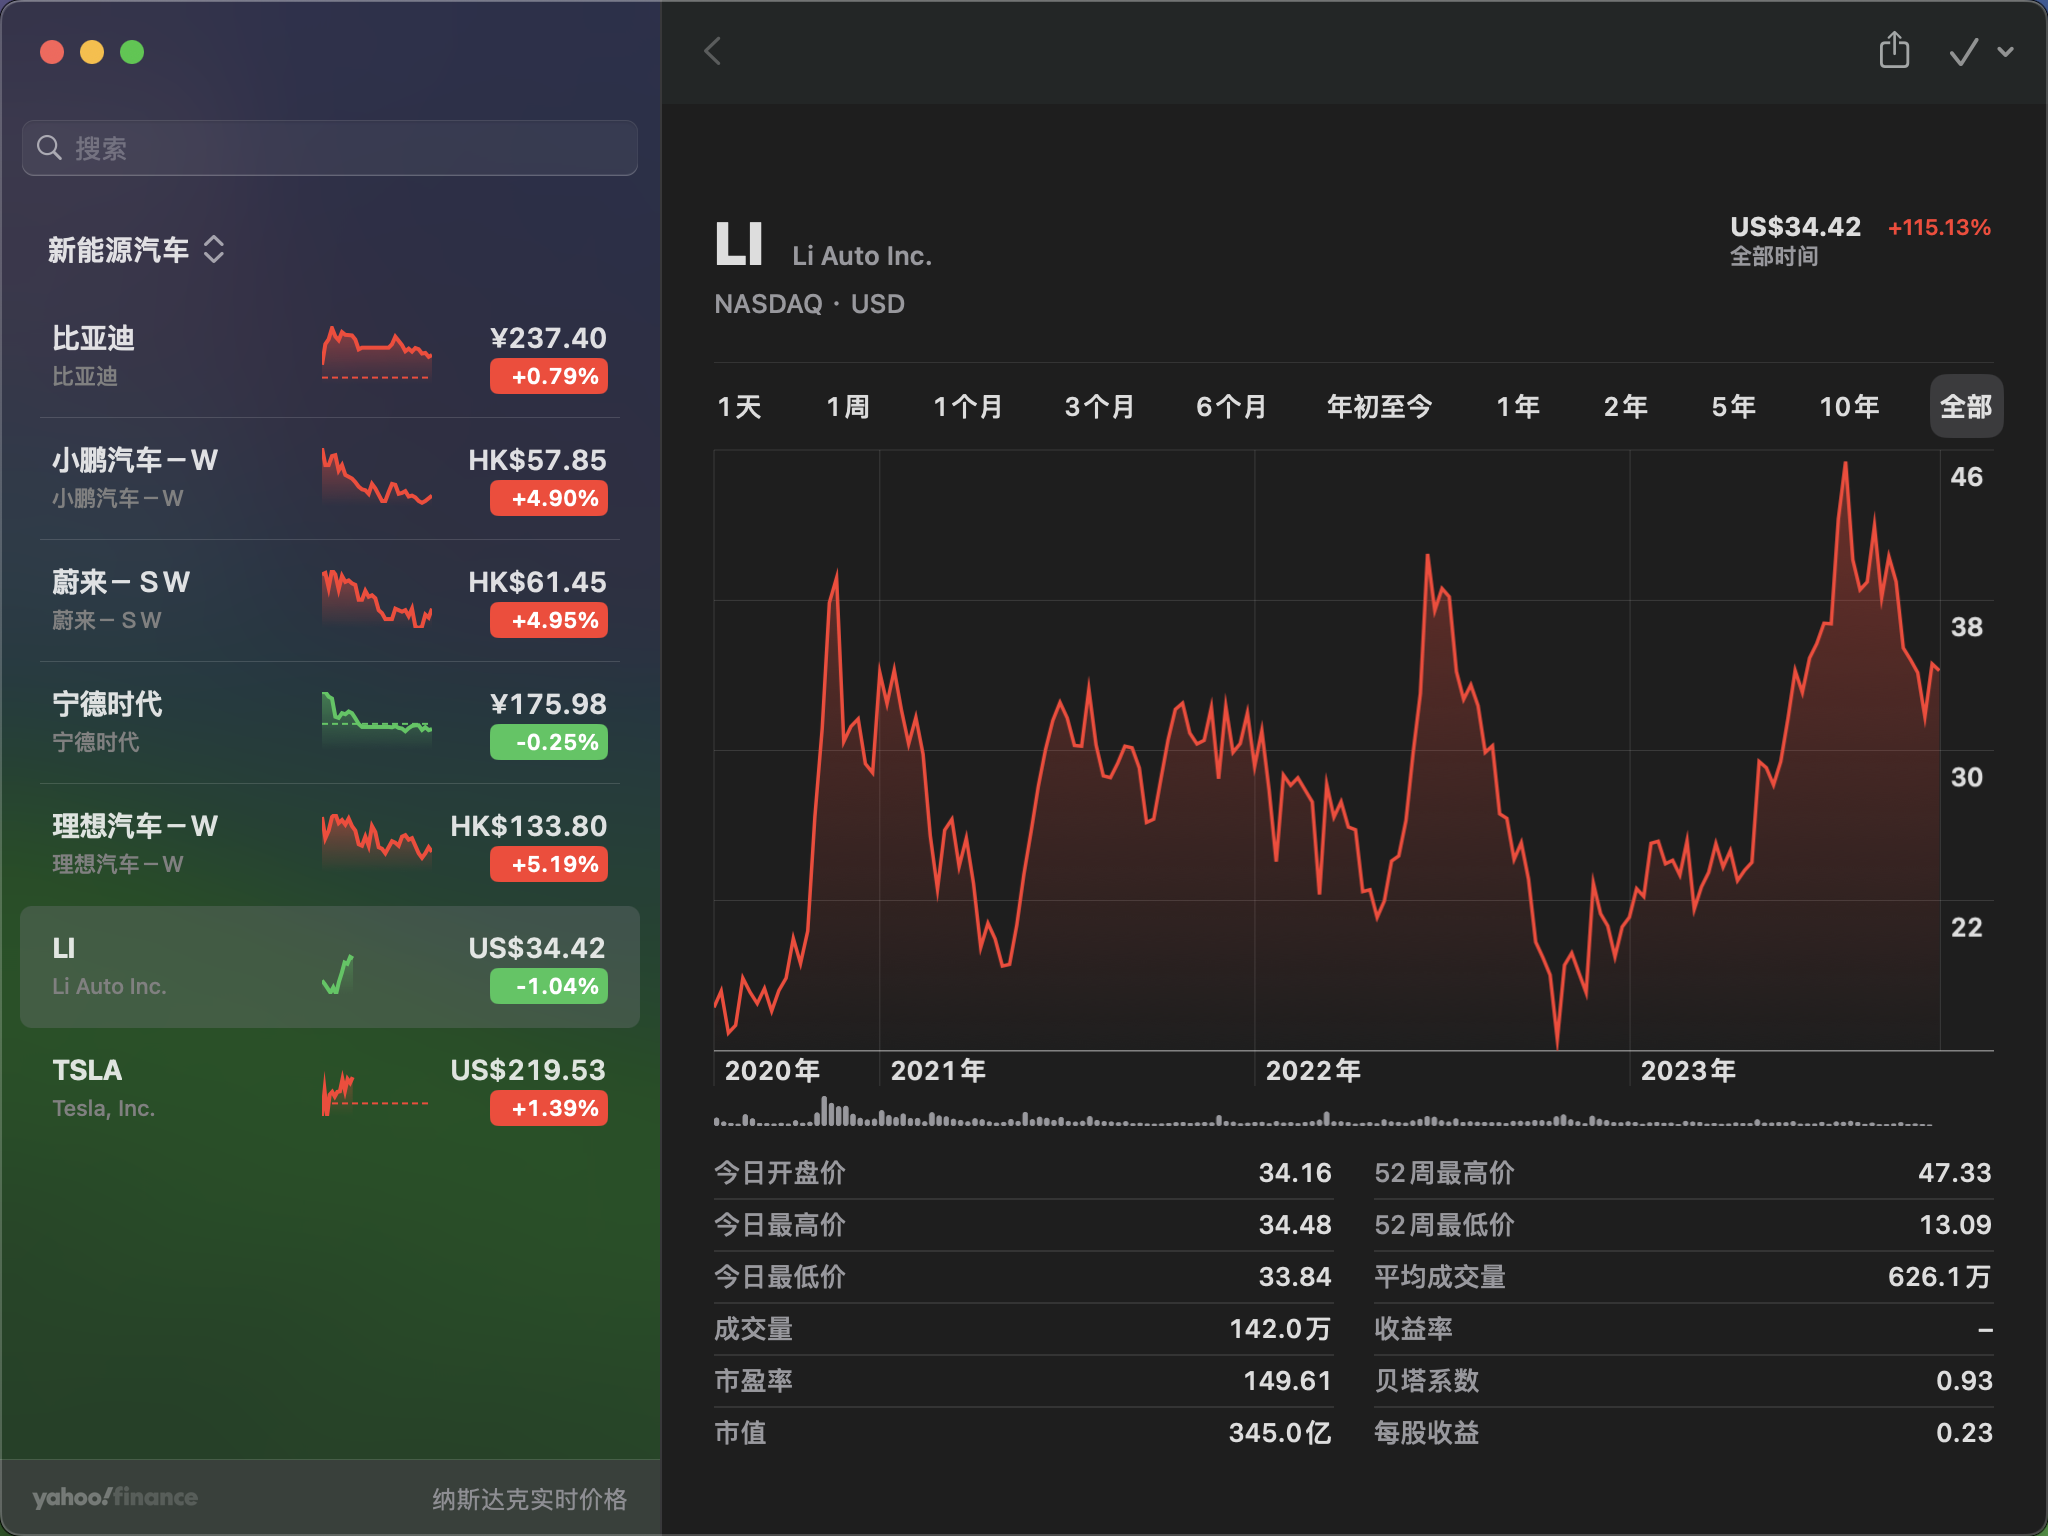 搜索
新能源汽车
比亚迪 ¥237.40
比亚迪 +0.79%
小鹏汽车－W HK$57.85
小鹏汽车－W +4.90%
蔚来－ＳＷ HK$61.45
蔚来－ＳＷ +4.95%
宁德时代 ¥175.98
宁德时代 -0.25%
理想汽车－W HK$133.80
理想汽车－W +5.19%
LI US$34.42
Li Auto Inc. -1.04%
TSLA US$219.53
Tesla, Inc. +1.39%
yahoo!finance 纳斯达克实时价格
LI Li Auto Inc. US$34.42 +115.13%
全部时间
NASDAQ · USD
1天 1周 1个月 3个月 6个月 年初至今 1年 2年 5年 10年 全部
46
38
30
22
2020年 2021年 2022年 2023年
今日开盘价 34.16 52周最高价 47.33
今日最高价 34.48 52周最低价 13.09
今日最低价 33.84 平均成交量 626.1万
成交量 142.0万 收益率 –
市盈率 149.61 贝塔系数 0.93
市值 345.0亿 每股收益 0.23